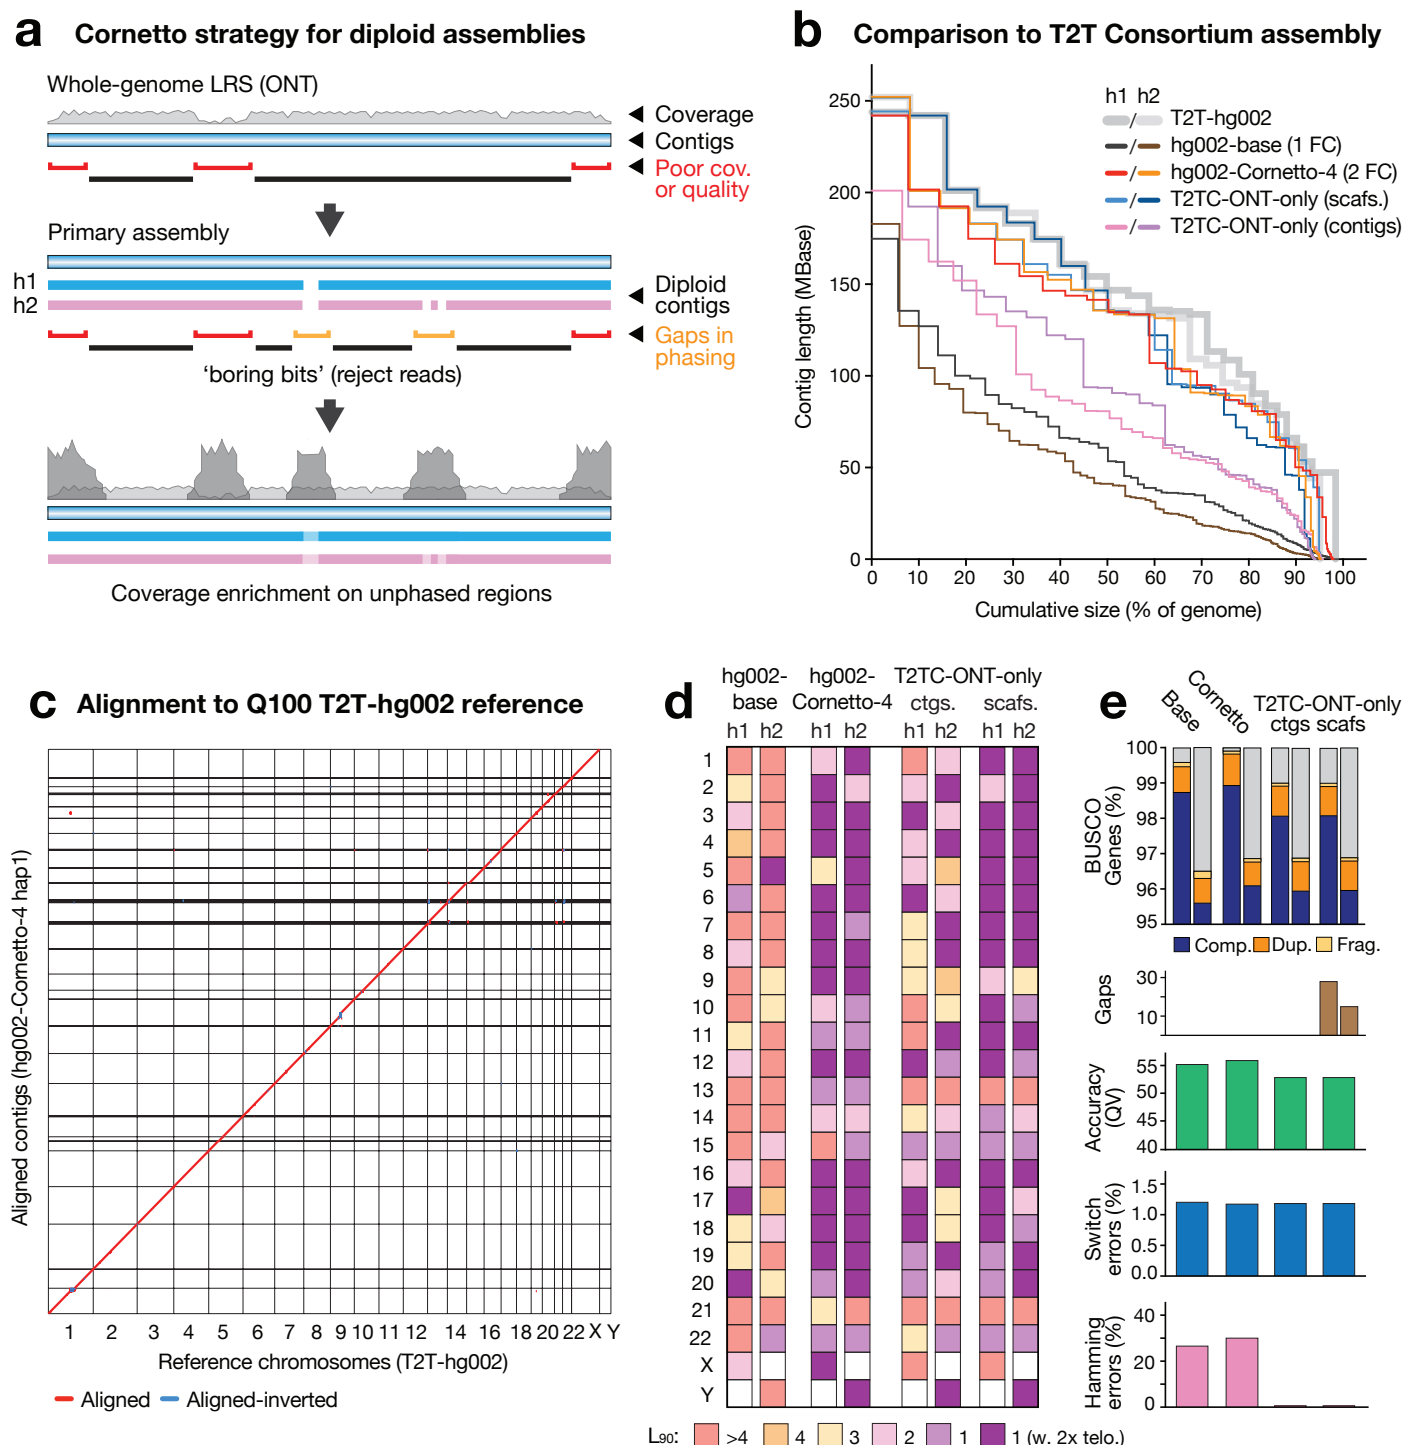 a Cornetto strategy for diploid assemblies
Whole-genome LRS (ONT)
Coverage
Contigs
Poor cov.
or quality
Primary assembly
h1
h2
Diploid
contigs
Gaps in
phasing
'boring bits' (reject reads)
Coverage enrichment on unphased regions
b Comparison to T2T Consortium assembly
Contig length (MBase)
250
200
150
100
50
0
0 10 20 30 40 50 60 70 80 90 100
Cumulative size (% of genome)
h1 h2
/ T2T-hg002
/ hg002-base (1 FC)
/ hg002-Cornetto-4 (2 FC)
/ T2TC-ONT-only (scafs.)
/ T2TC-ONT-only (contigs)
c Alignment to Q100 T2T-hg002 reference
Aligned contigs (hg002-Cornetto-4 hap1)
1 2 3 4 5 6 7 8 9 10 11 12 14 16 18 20 22 X Y
Reference chromosomes (T2T-hg002)
Aligned Aligned-inverted
d
hg002-
base
hg002-
Cornetto-4
T2TC-ONT-only
ctgs. scafs.
h1 h2 h1 h2 h1 h2 h1 h2
1
2
3
4
5
6
7
8
9
10
11
12
13
14
15
16
17
18
19
20
21
22
X
Y
L90: >4 4 3 2 1 1 (w. 2x telo.)
e
Base
Cornetto
T2TC-ONT-only
ctgs scafs
BUSCO
Genes (%)
100
99
98
97
96
95
Comp. Dup. Frag.
Gaps
30
10
Accuracy
(QV)
55
50
45
40
Switch
errors (%)
1.5
1.0
0.5
0.0
Hamming
errors (%)
40
20
0